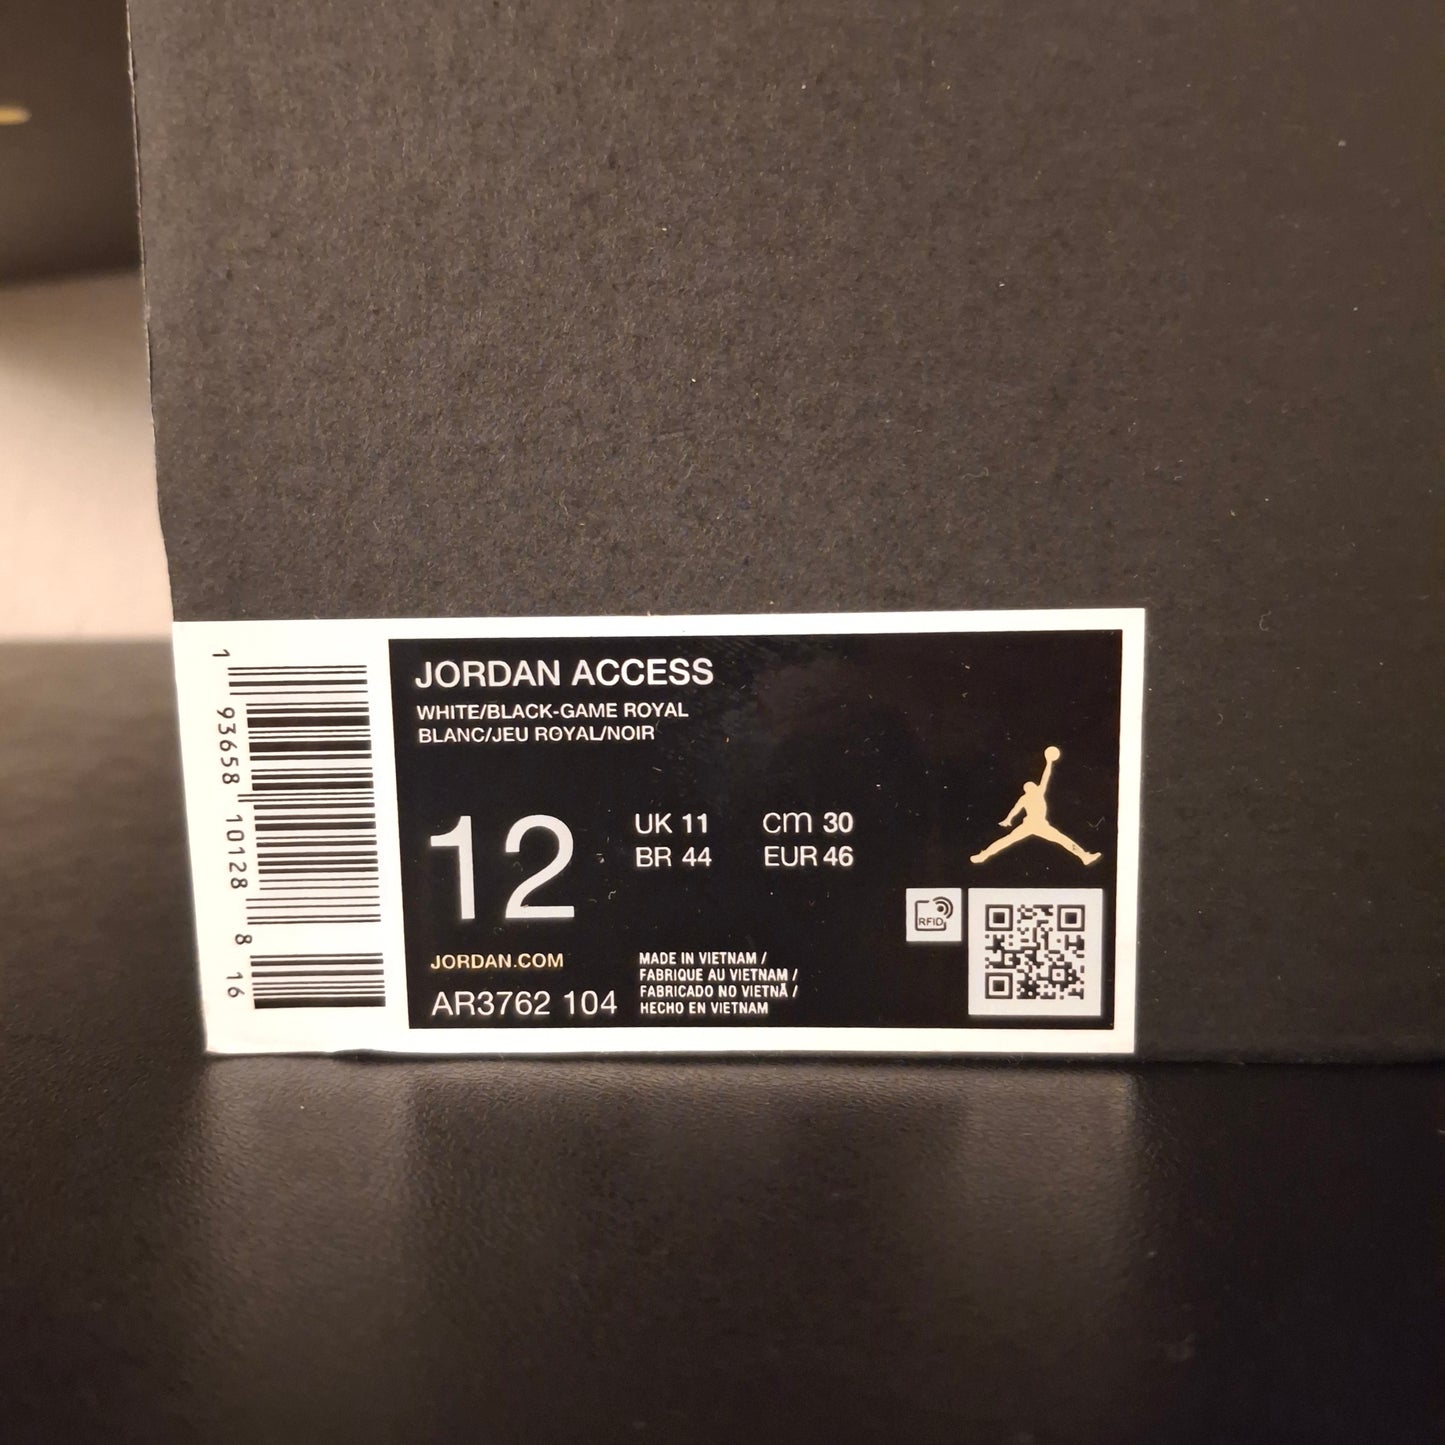 JORDAN ACCESS
WHITE/BLACK-GAME ROYAL
BLANC/JEU ROYAL/NOIR
12
UK 11
cm 30
BR 44
EUR 46
RFID
JORDAN.COM
AR3762 104
MADE IN VIETNAM /
FABRIQUE AU VIETNAM /
FABRICADO NO VIETNÃ /
HECHO EN VIETNAM
1 93658 10128 8 16